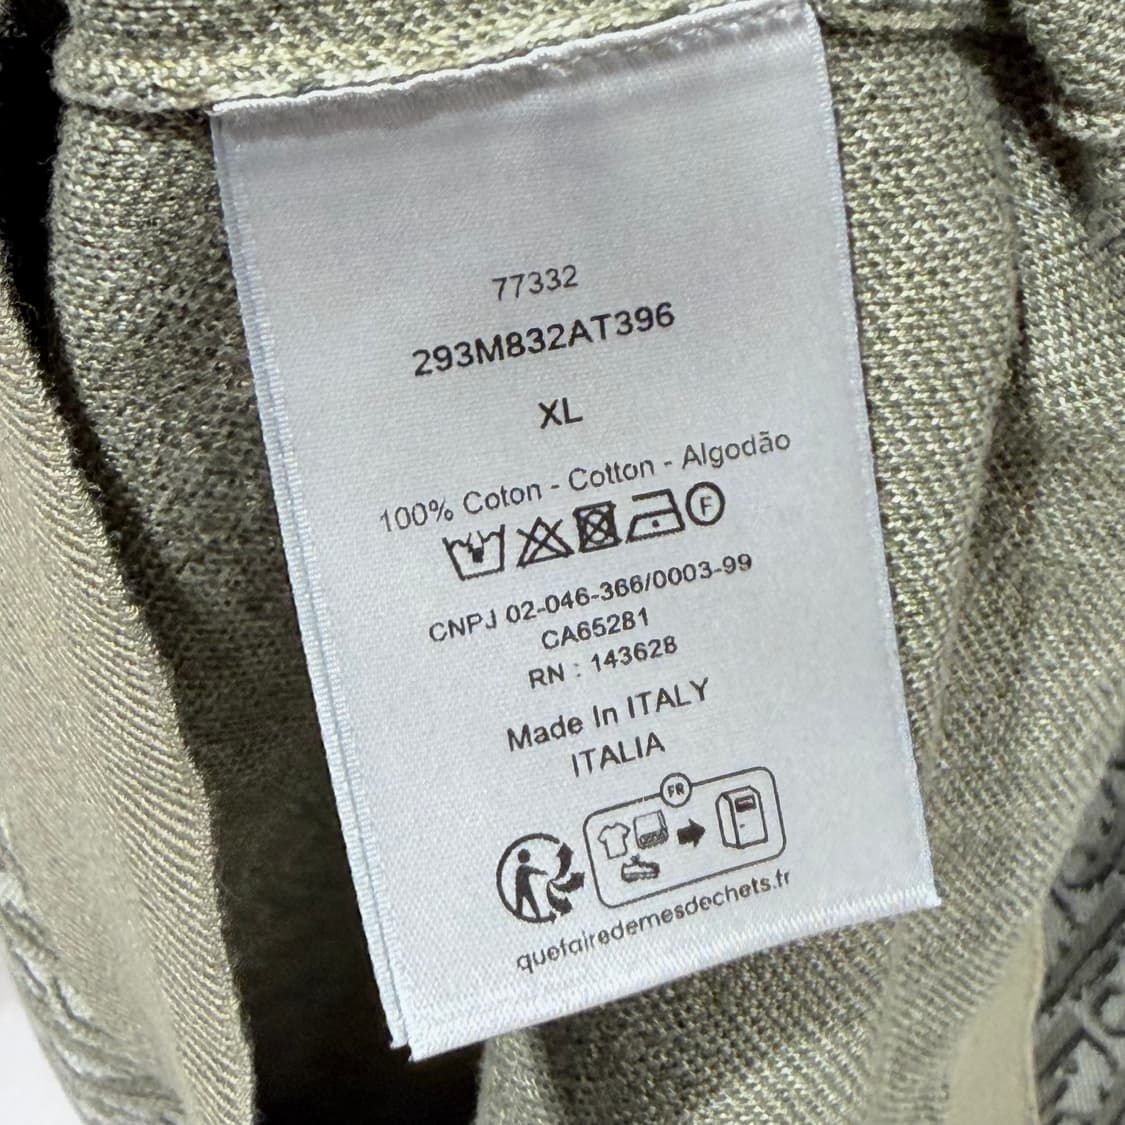 77332
293M832AT396
XL
100% Coton - Cotton - Algodão
F
CNPJ 02-046-366/0003-99
CA65281
RN : 143628
Made In ITALY
ITALIA
FR
quefairedemesdechets.fr